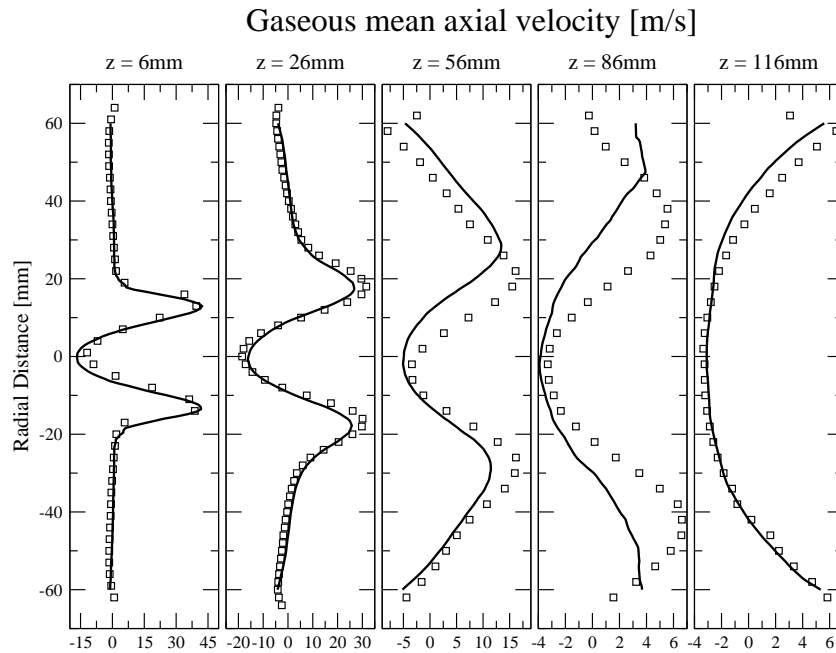 Gaseous mean axial velocity [m/s]
z = 6mm z = 26mm z = 56mm z = 86mm z = 116mm
Radial Distance [mm]
60
40
20
0
-20
-40
-60
-15 0 15 30 45 -20 -10 0 10 20 30 -5 0 5 10 15 -4 -2 0 2 4 6 -4 -2 0 2 4 6